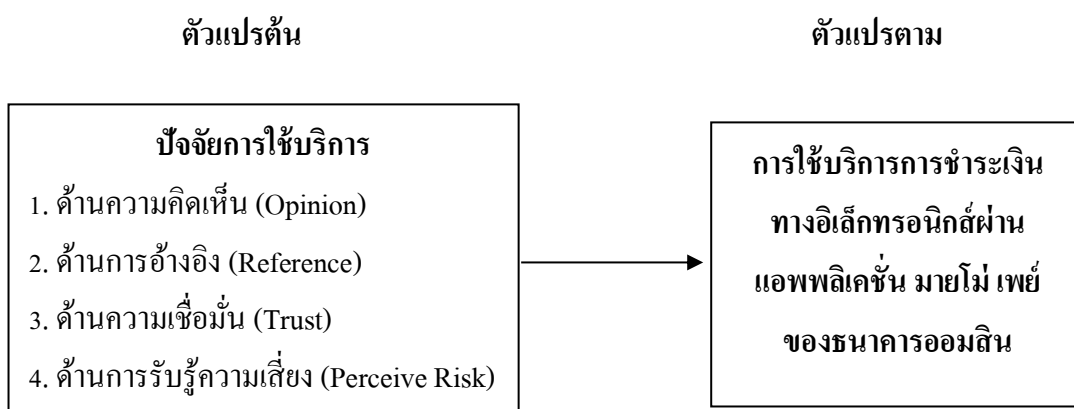 ตัวแปรต้น
ตัวแปรตาม
ปัจจัยการใช้บริการ
1. ด้านความคิดเห็น (Opinion)
2. ด้านการอ้างอิง (Reference)
3. ด้านความเชื่อมั่น (Trust)
4. ด้านการรับรู้ความเสี่ยง (Perceive Risk)
การใช้บริการการชำระเงิน
ทางอิเล็กทรอนิกส์ผ่าน
แอพพลิเคชั่น มายโม่ เพย์
ของธนาคารออมสิน